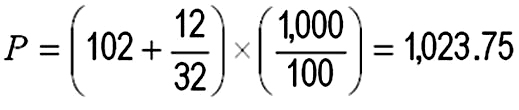 P = (102 + 12/32) × (1,000/100) = 1,023.75